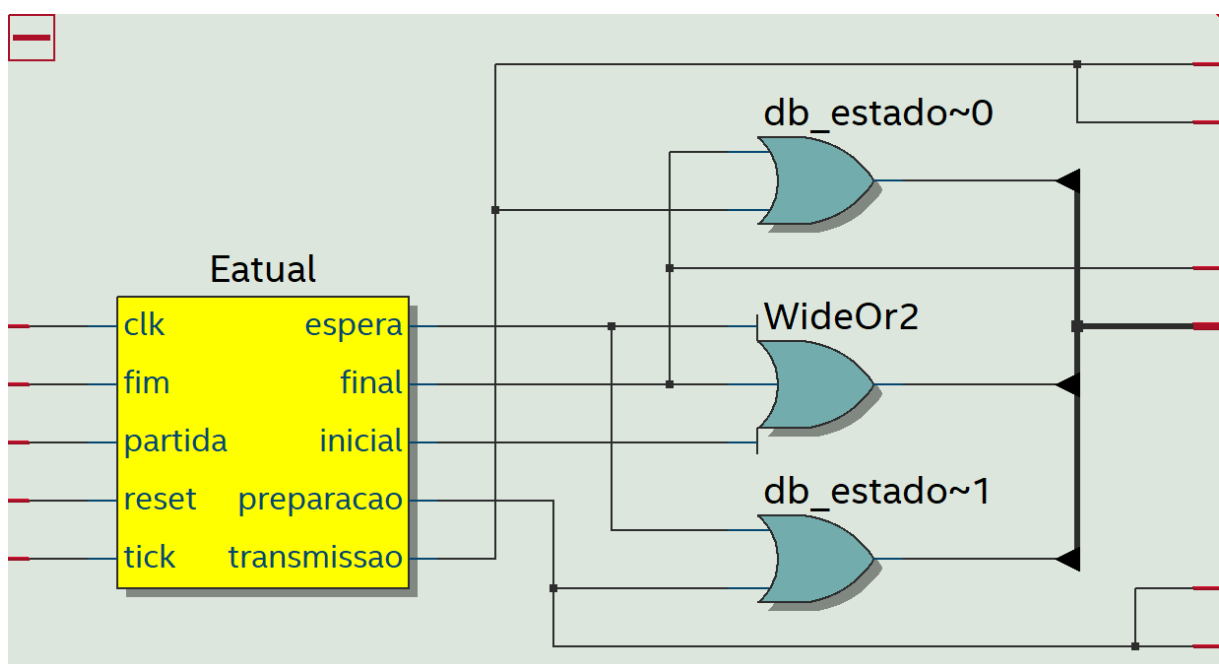 db_estado~0
Eatual
WideOr2
clk espera
fim final
partida inicial
reset preparacao
tick transmissao
db_estado~1